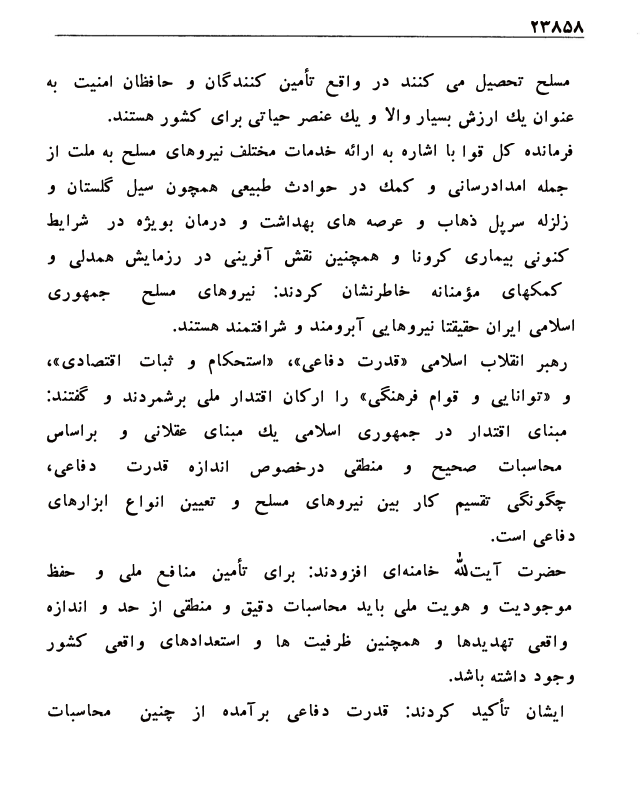 ۲۳۸۵۸
مسلح تحصیل می کنند در واقع تأمین کنندگان و حافظان امنیت به
عنوان یك ارزش بسیار والا و یك عنصر حیاتی برای کشور هستند.
فرمانده کل قوا با اشاره به ارائه خدمات مختلف نیروهای مسلح به ملت از
جمله امدادرسانی و کمك در حوادث طبیعی همچون سیل گلستان و
زلزله سرپل ذهاب و عرصه های بهداشت و درمان بویژه در شرایط
کنونی بیماری کرونا و همچنین نقش آفرینی در رزمایش همدلی و
کمکهای مؤمنانه خاطرنشان کردند: نیروهای مسلح جمهوری
اسلامی ایران حقیقتا نیروهایی آبرومند و شرافتمند هستند.
رهبر انقلاب اسلامی «قدرت دفاعی»، «استحکام و ثبات اقتصادی»،
و «توانایی و قوام فرهنگی» را ارکان اقتدار ملی برشمردند و گفتند:
مبنای اقتدار در جمهوری اسلامی یك مبنای عقلانی و براساس
محاسبات صحیح و منطقی درخصوص اندازه قدرت دفاعی،
چگونگی تقسیم کار بین نیروهای مسلح و تعیین انواع ابزارهای
دفاعی است.
حضرت آیت‌الله خامنه‌ای افزودند: برای تأمین منافع ملی و حفظ
موجودیت و هویت ملی باید محاسبات دقیق و منطقی از حد و اندازه
واقعی تهدیدها و همچنین ظرفیت ها و استعدادهای واقعی کشور
وجود داشته باشد.
ایشان تأکید کردند: قدرت دفاعی برآمده از چنین محاسبات